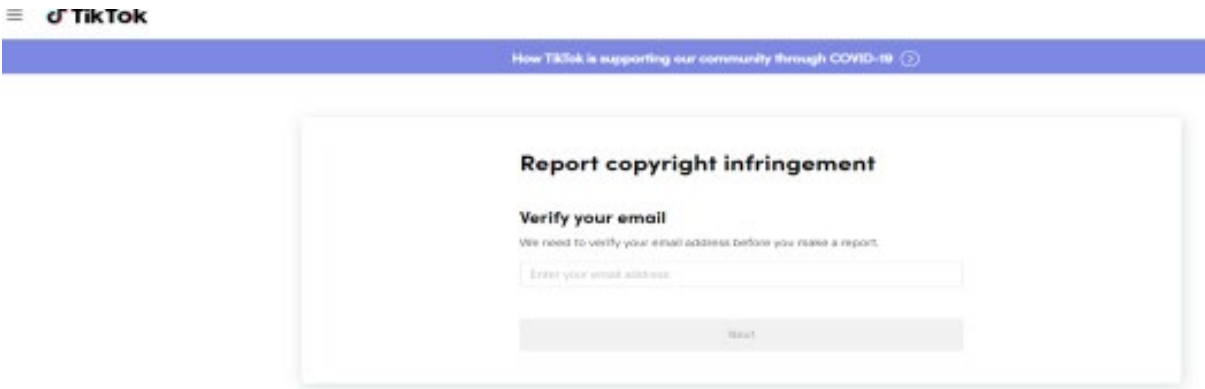 TikTok
How TikTok is supporting our community through COVID-19
Report copyright infringement
Verify your email
We need to verify your email address before you make a report.
Enter your email address
Next